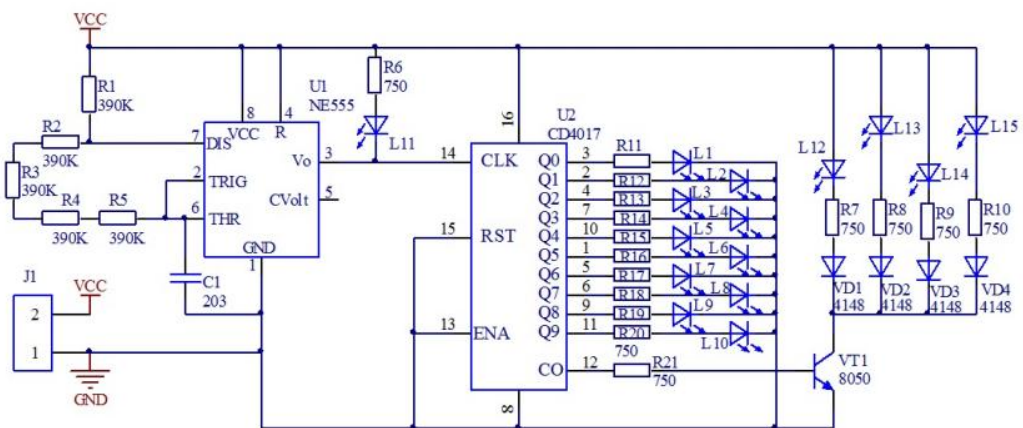 VCC
R1
390K
R2
390K
R3
390K
R4
390K
R5
390K
C1
203
J1
2
1
VCC
GND
U1
NE555
8
4
VCC
R
7
DIS
2
TRIG
6
THR
Vo
3
CVolt
5
GND
1
R6
750
L11
U2
CD4017
16
14
CLK
15
RST
13
ENA
8
Q0
3
R11
L1
Q1
2
R12
L2
Q2
4
R13
L3
Q3
7
R14
L4
Q4
10
R15
L5
Q5
1
R16
L6
Q6
5
R17
L7
Q7
6
R18
L8
Q8
9
R19
L9
Q9
11
R20
750
L10
CO
12
R21
750
L12
R7
750
VD1
4148
L13
R8
750
VD2
4148
L14
R9
750
VD3
4148
L15
R10
750
VD4
4148
VT1
8050